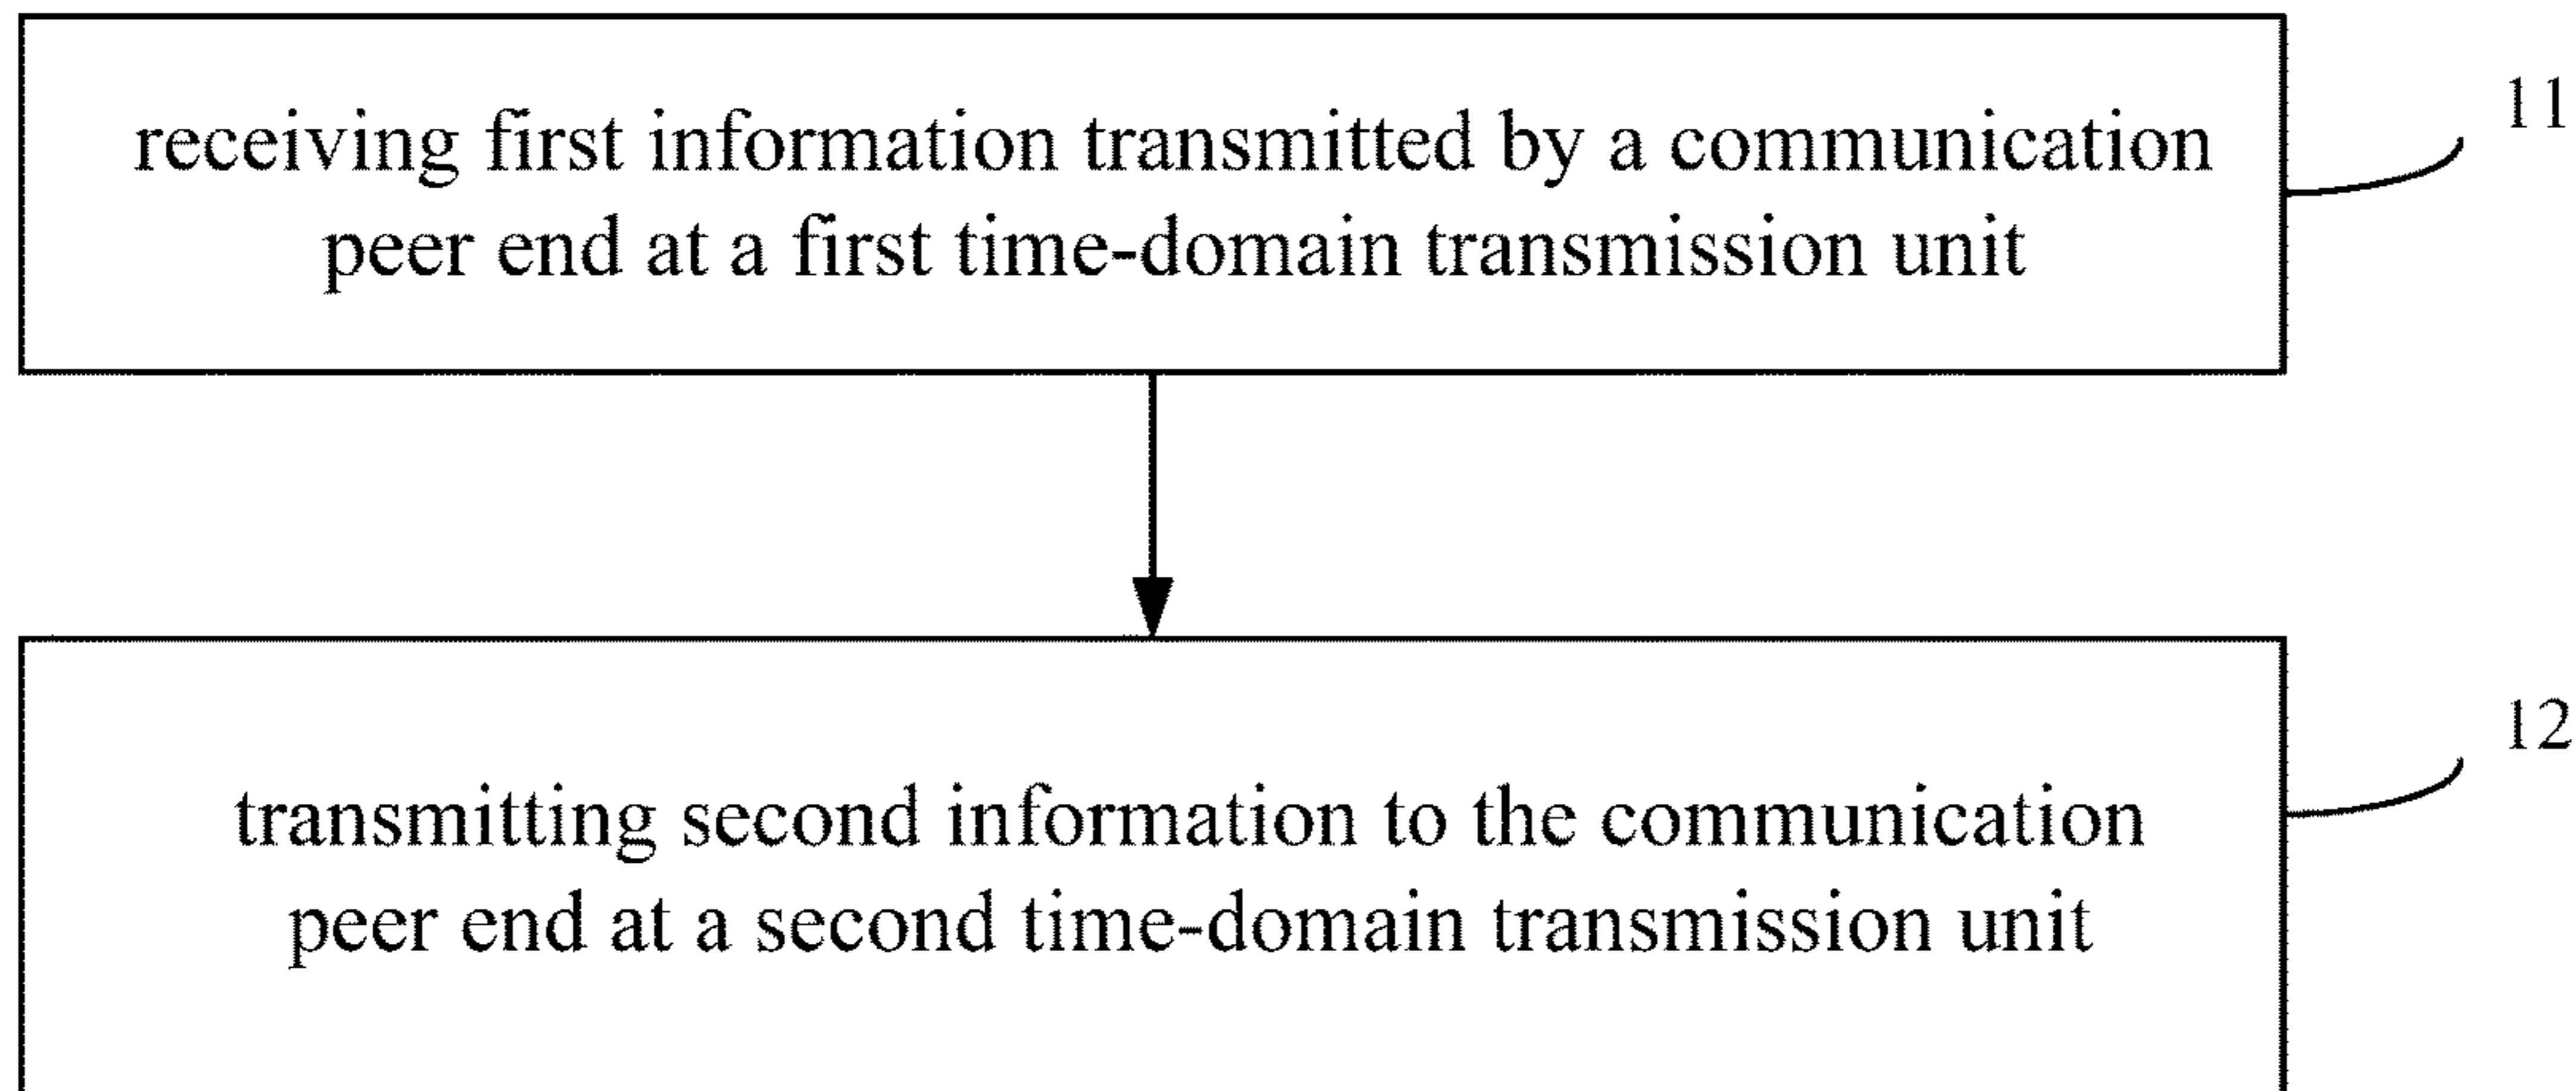 receiving first information transmitted by a communication
peer end at a first time-domain transmission unit
11
transmitting second information to the communication
peer end at a second time-domain transmission unit
12